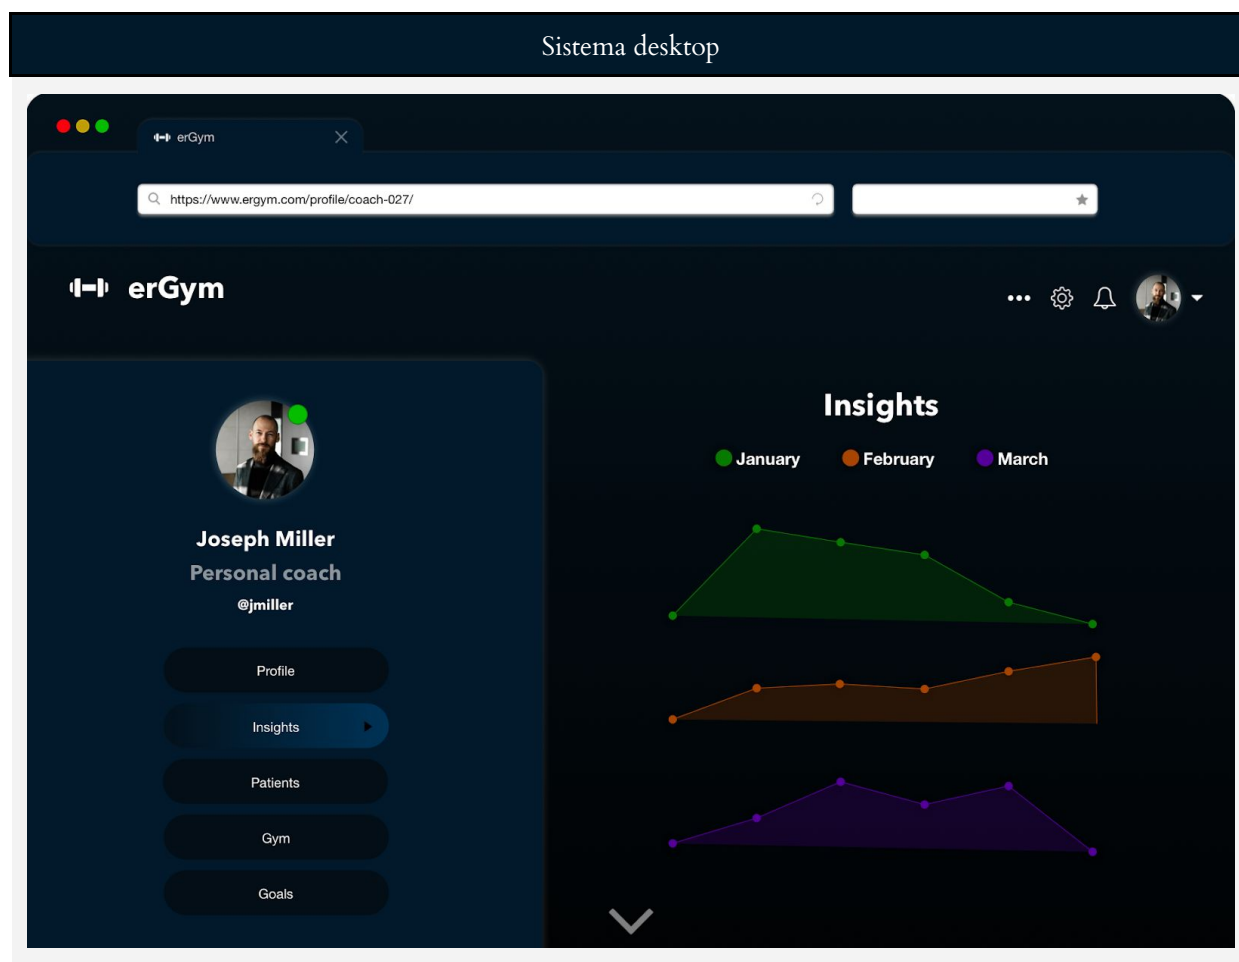 Sistema desktop
erGym
https://www.ergym.com/profile/coach-027/
erGym
Joseph Miller
Personal coach
@jmiller
Profile
Insights
Patients
Gym
Goals
Insights
January February March